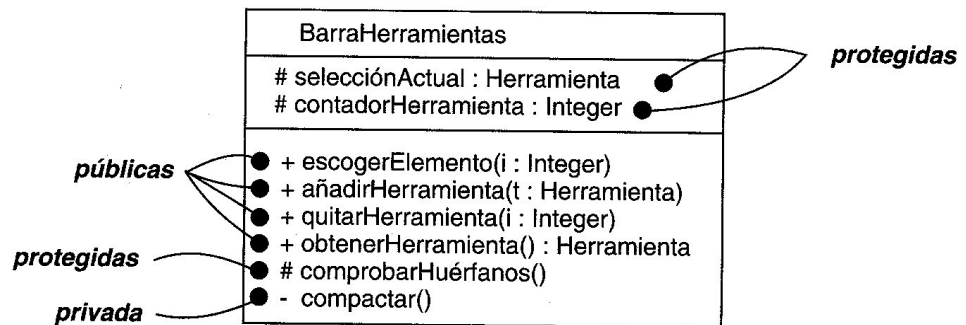 BarraHerramientas
protegidas
# selecciónActual : Herramienta
# contadorHerramienta : Integer
públicas
+ escogerElemento(i : Integer)
+ añadirHerramienta(t : Herramienta)
+ quitarHerramienta(i : Integer)
+ obtenerHerramienta() : Herramienta
protegidas
# comprobarHuérfanos()
privada
- compactar()